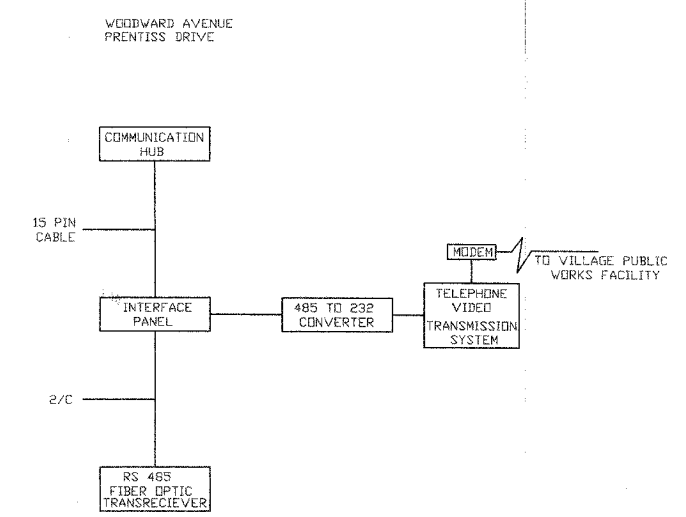 WOODWARD AVENUE
PRENTISS DRIVE
COMMUNICATION
HUB
15 PIN
CABLE
MODEM
TO VILLAGE PUBLIC
WORKS FACILITY
INTERFACE
PANEL
485 TO 232
CONVERTER
TELEPHONE
VIDEO
TRANSMISSION
SYSTEM
2/C
RS 485
FIBER OPTIC
TRANSRECIEVER